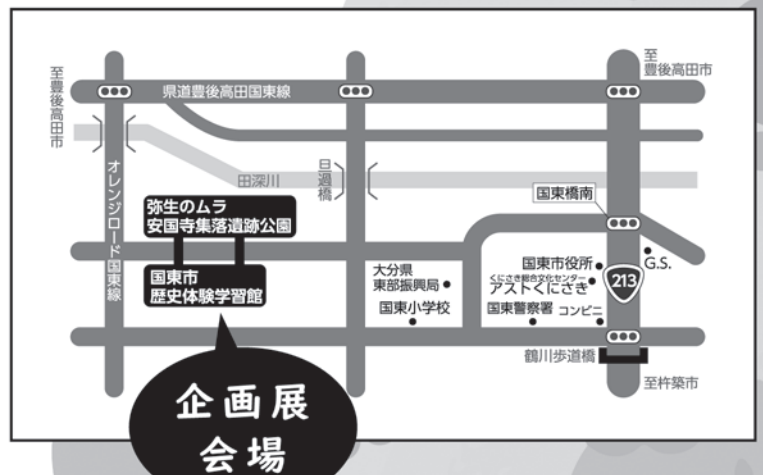 至
豊後高田市
至豊後高田市
県道豊後高田国東線
オレンジロード国東線
田深川
日過橋
国東橋南
弥生のムラ
安国寺集落遺跡公園
国東市
歴史体験学習館
大分県
東部振興局
国東小学校
国東市役所
くにさき総合文化センター
アストくにさき
G.S.
213
国東警察署
コンビニ
鶴川歩道橋
至杵築市
企画展
会場